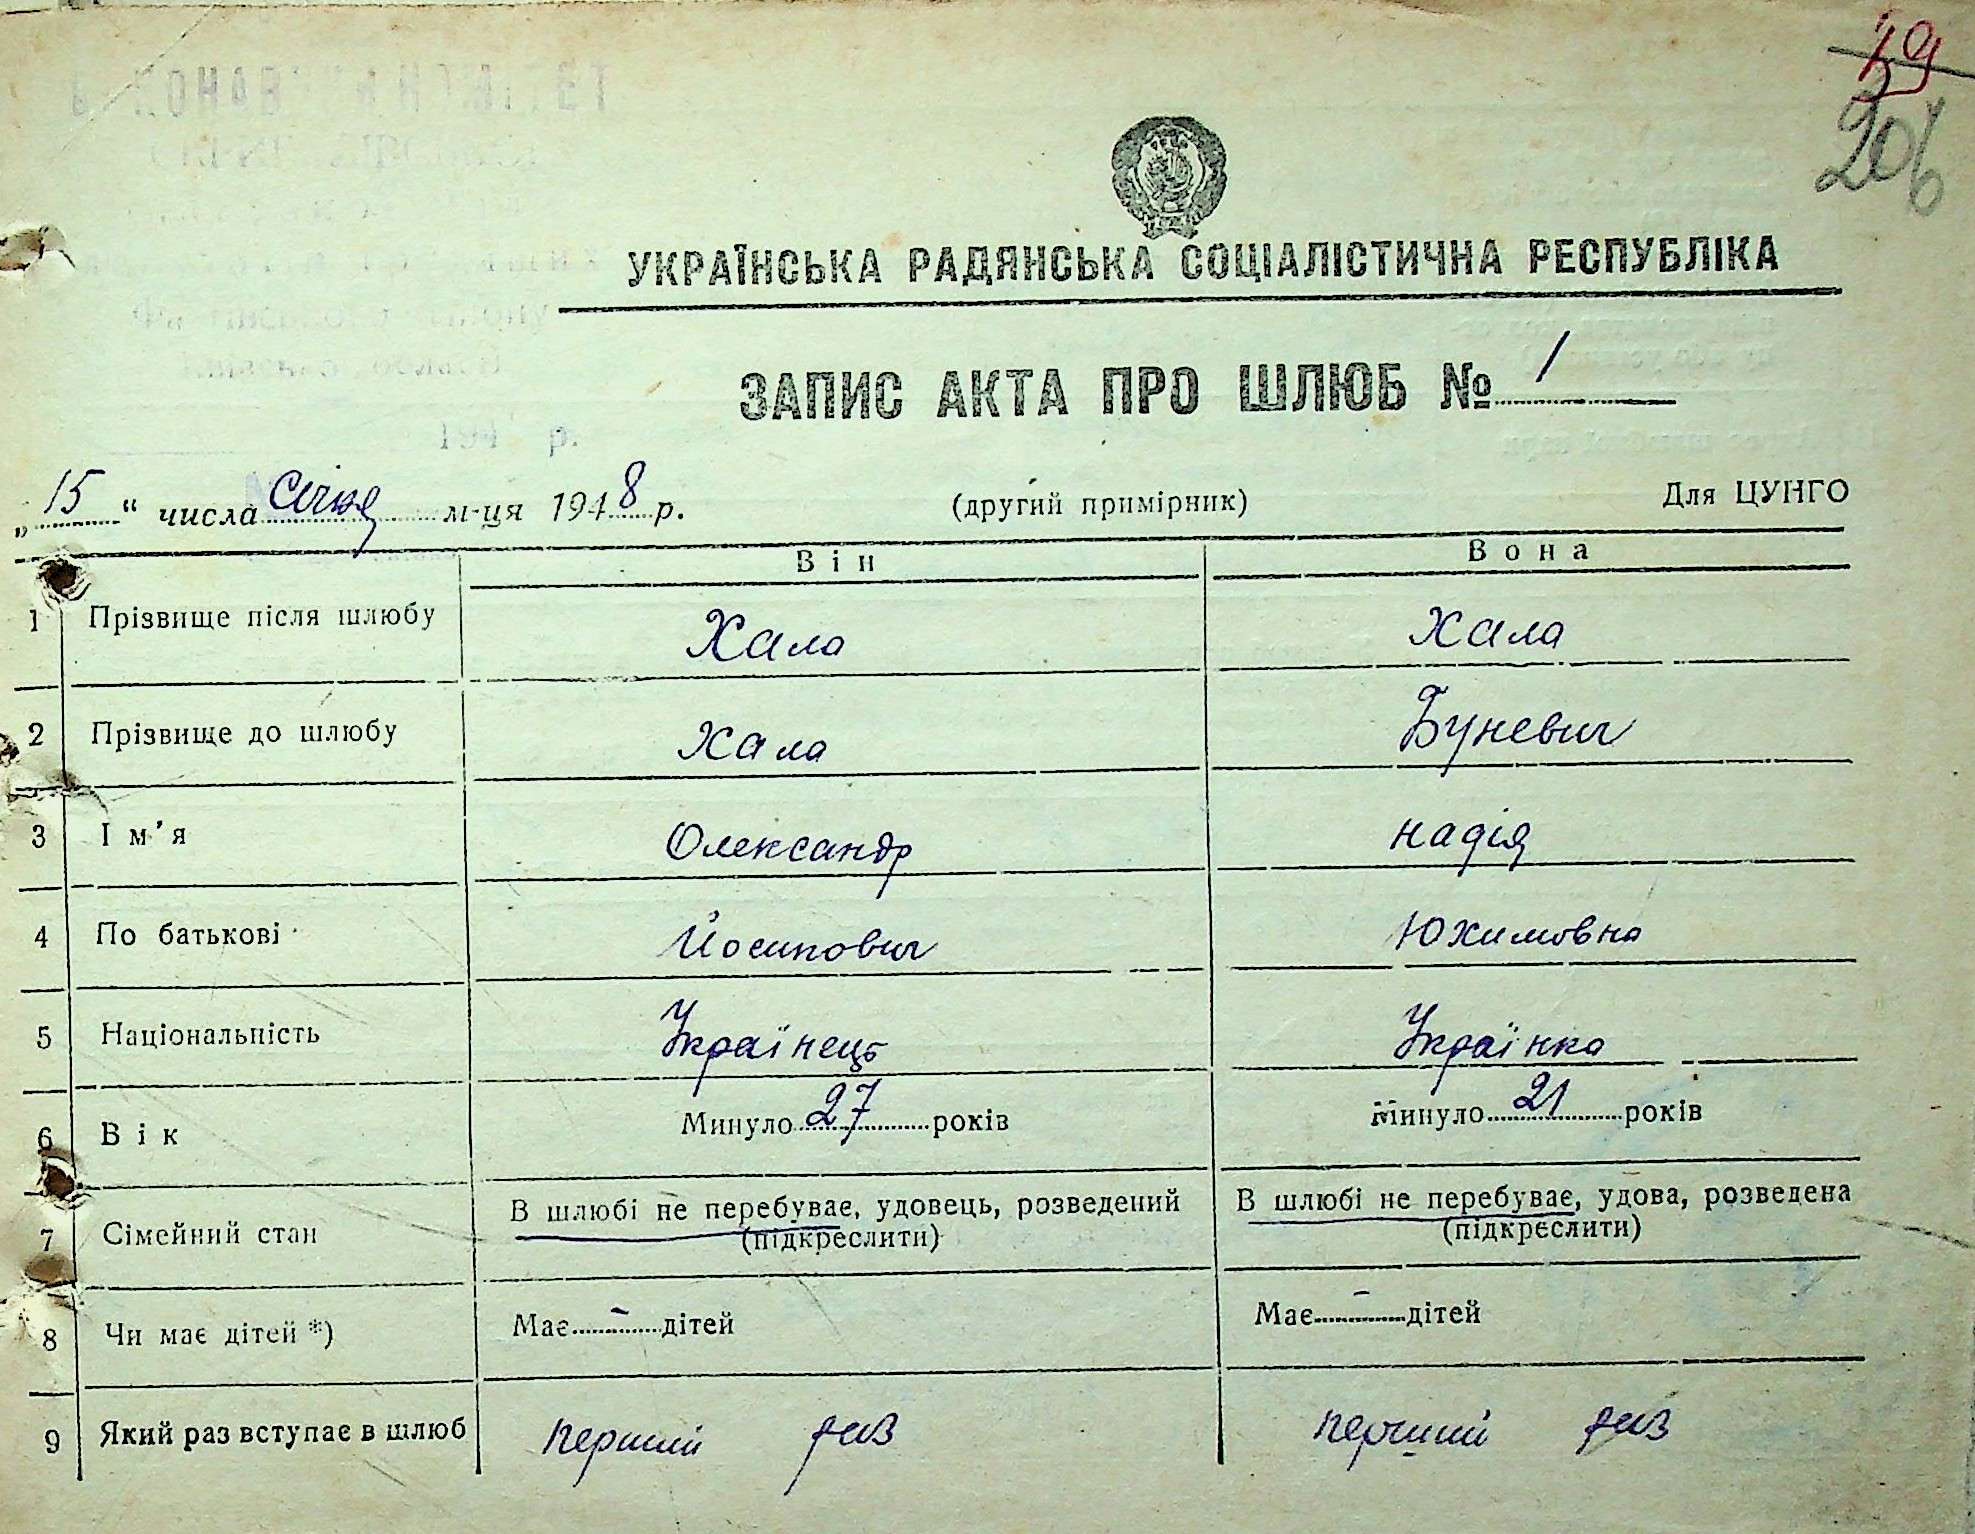 19
206
УКРАЇНСЬКА РАДЯНСЬКА СОЦІАЛІСТИЧНА РЕСПУБЛІКА
ЗАПИС АКТА ПРО ШЛЮБ № 1
„15“ числа січня м-ця 1948 р. (другий примірник) Для ЦУНГО
Він Вона
1 Прізвище після шлюбу Хала Хала
2 Прізвище до шлюбу Хала Буневич
3 Ім'я Олександр Надія
4 По батькові Йосипович Юхимовна
5 Національність Українець Українка
6 Вік Минуло 27 років Минуло 21 років
7 Сімейний стан В шлюбі не перебуває, удовець, розведений В шлюбі не перебуває, удова, розведена
(підкреслити) (підкреслити)
8 Чи має дітей *) Має - дітей Має - дітей
9 Який раз вступає в шлюб перший раз перший раз